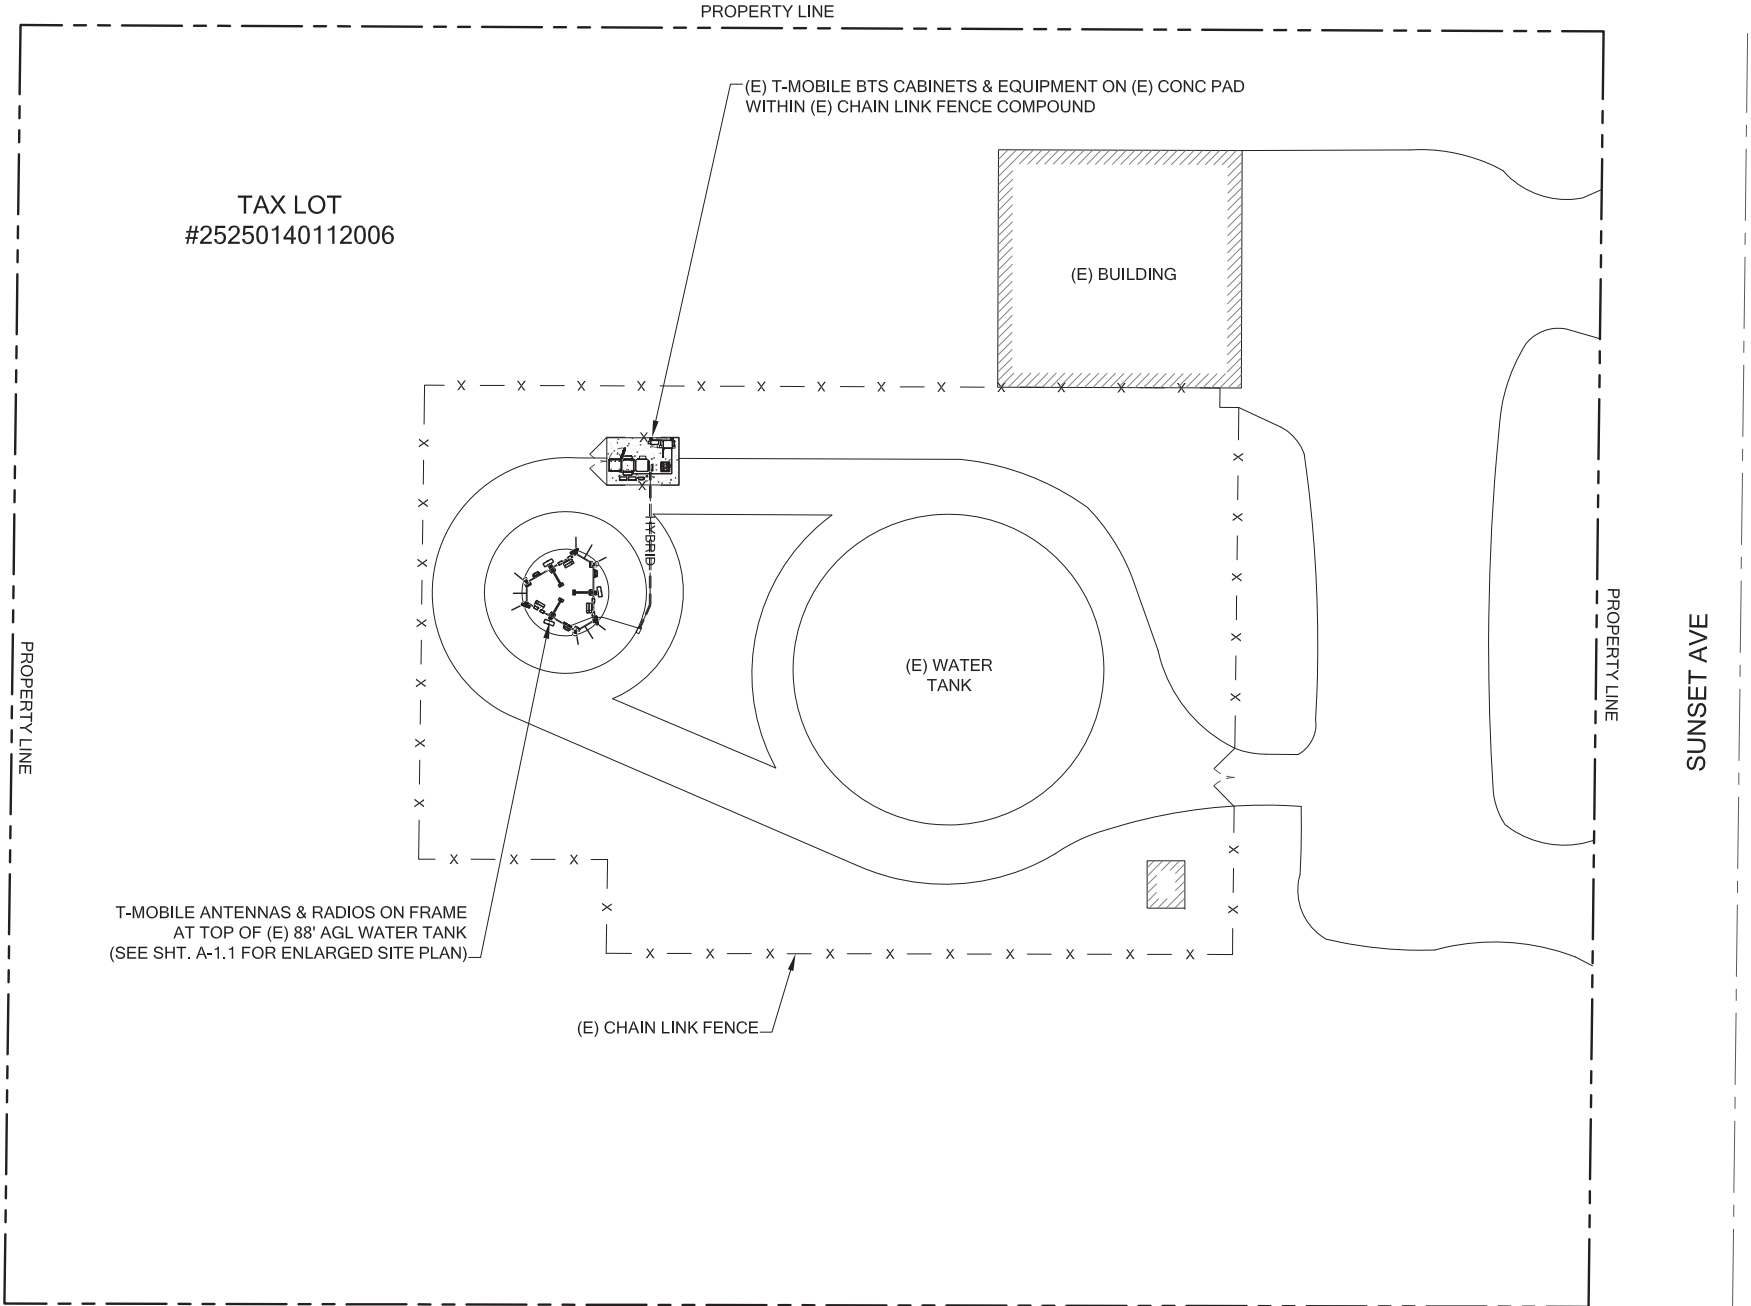 PROPERTY LINE
(E) T-MOBILE BTS CABINETS & EQUIPMENT ON (E) CONC PAD
WITHIN (E) CHAIN LINK FENCE COMPOUND
TAX LOT
#25250140112006
(E) BUILDING
HYBRID
(E) WATER
TANK
PROPERTY LINE
PROPERTY LINE
SUNSET AVE
T-MOBILE ANTENNAS & RADIOS ON FRAME
AT TOP OF (E) 88' AGL WATER TANK
(SEE SHT. A-1.1 FOR ENLARGED SITE PLAN)
(E) CHAIN LINK FENCE